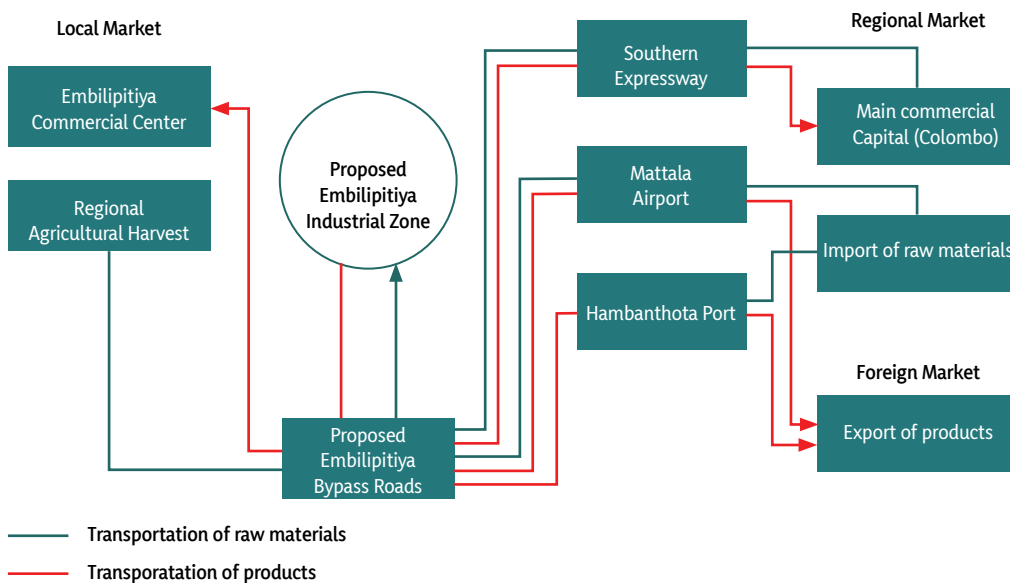 Local Market
Embilipitiya
Commercial Center
Regional
Agricultural Harvest
Proposed
Embilipitiya
Industrial Zone
Proposed
Embilipitiya
Bypass Roads
Southern
Expressway
Mattala
Airport
Hambanthota Port
Regional Market
Main commercial
Capital (Colombo)
Import of raw materials
Foreign Market
Export of products
Transportation of raw materials
Transporatation of products